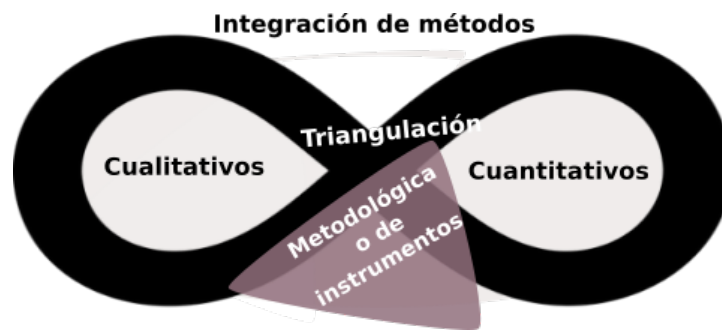 Integración de métodos
Triangulación
Cualitativos
Cuantitativos
Metodológica
o de
instrumentos